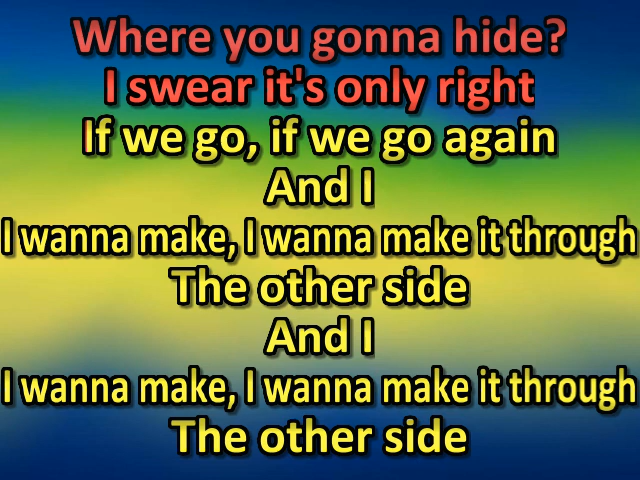 Where you gonna hide?
I swear it's only right
If we go, if we go again
And I
I wanna make, I wanna make it through
The other side
And I
I wanna make, I wanna make it through
The other side